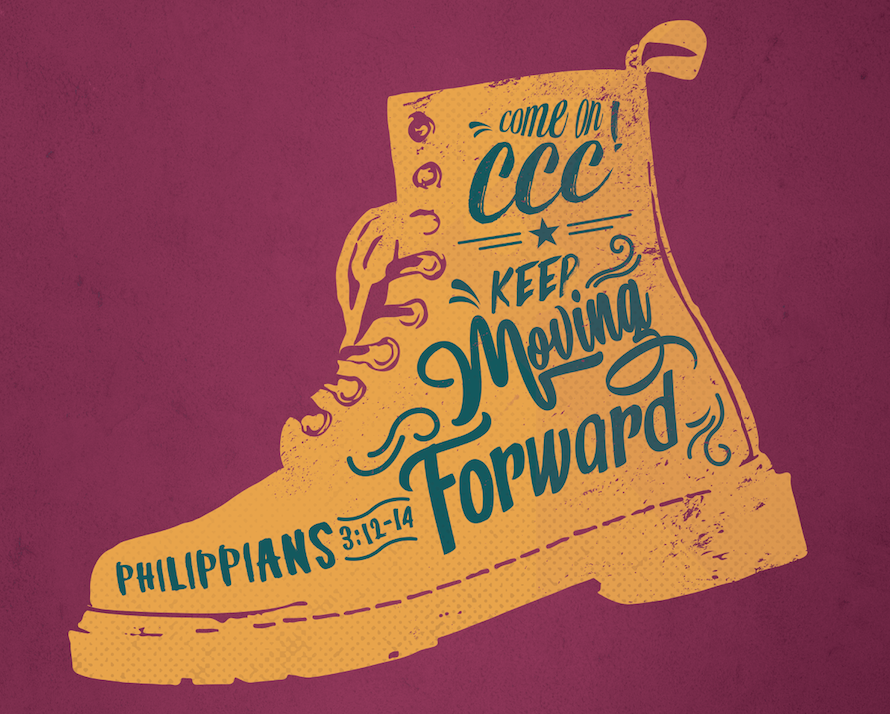 come on!
CCC
KEEP
Moving
Forward
PHILIPPIANS 3:12-14